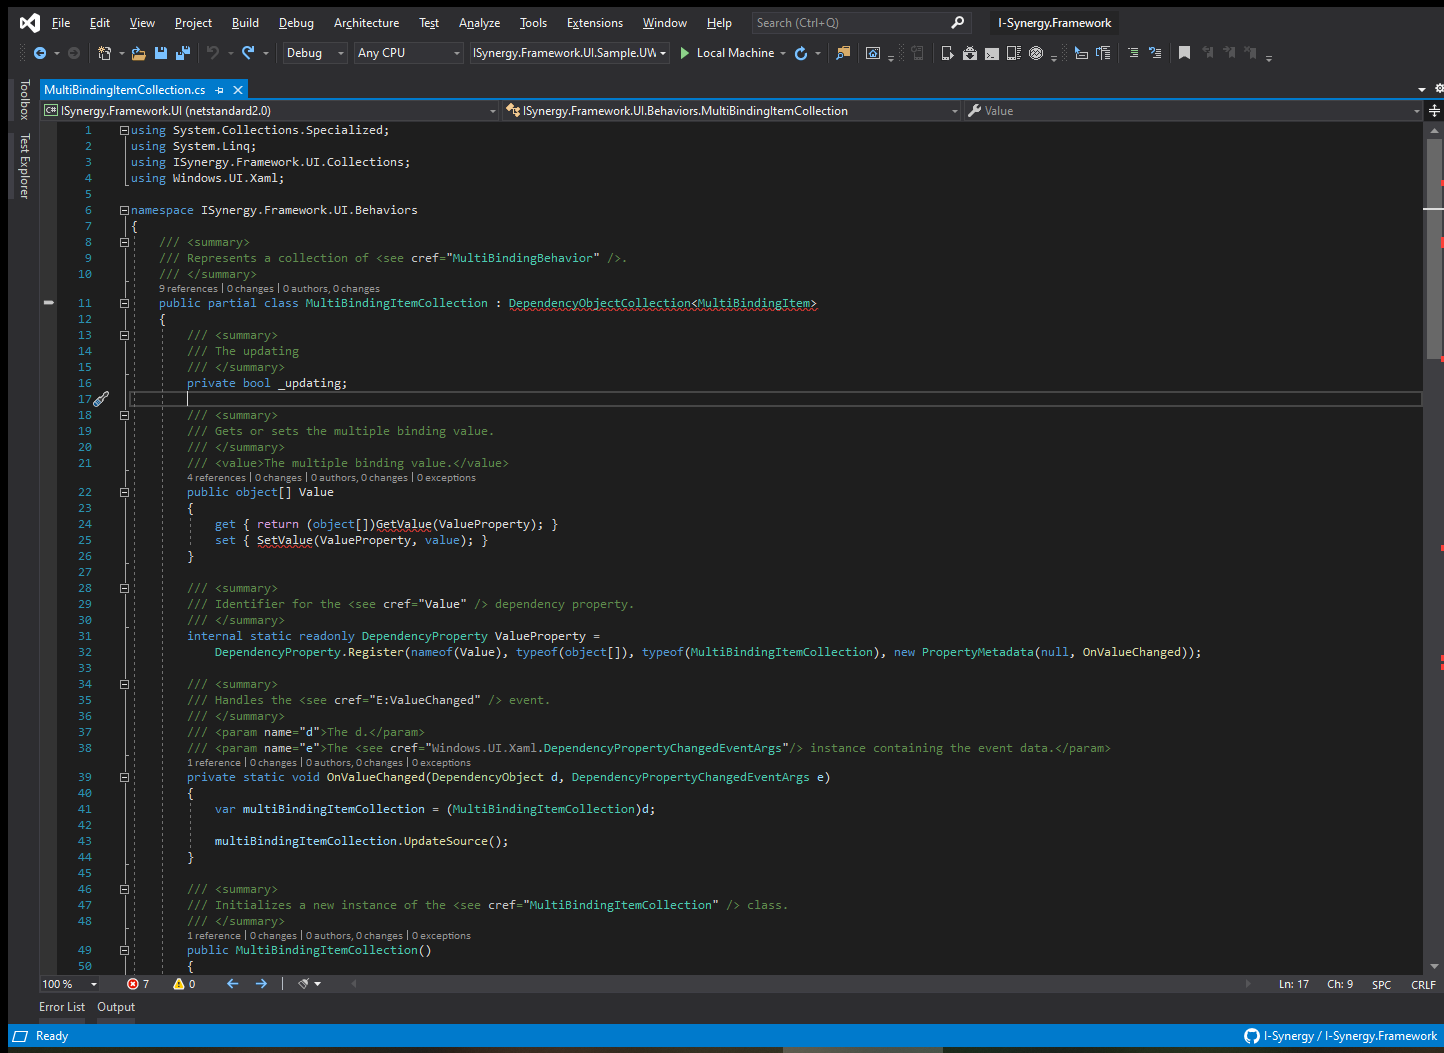 File Edit View Project Build Debug Architecture Test Analyze Tools Extensions Window Help Search (Ctrl+Q) I-Synergy.Framework
Debug Any CPU ISynergy.Framework.UI.Sample.UW Local Machine
Toolbox
Test Explorer
MultiBindingItemCollection.cs
C# ISynergy.Framework.UI (netstandard2.0) ISynergy.Framework.UI.Behaviors.MultiBindingItemCollection Value
1 using System.Collections.Specialized;
2 using System.Linq;
3 using ISynergy.Framework.UI.Collections;
4 using Windows.UI.Xaml;
5
6 namespace ISynergy.Framework.UI.Behaviors
7 {
8 /// <summary>
9 /// Represents a collection of <see cref="MultiBindingBehavior" />.
10 /// </summary>
9 references | 0 changes | 0 authors, 0 changes
11 public partial class MultiBindingItemCollection : DependencyObjectCollection<MultiBindingItem>
12 {
13 /// <summary>
14 /// The updating
15 /// </summary>
16 private bool _updating;
17
18 /// <summary>
19 /// Gets or sets the multiple binding value.
20 /// </summary>
21 /// <value>The multiple binding value.</value>
4 references | 0 changes | 0 authors, 0 changes | 0 exceptions
22 public object[] Value
23 {
24 get { return (object[])GetValue(ValueProperty); }
25 set { SetValue(ValueProperty, value); }
26 }
27
28 /// <summary>
29 /// Identifier for the <see cref="Value" /> dependency property.
30 /// </summary>
31 internal static readonly DependencyProperty ValueProperty =
32 DependencyProperty.Register(nameof(Value), typeof(object[]), typeof(MultiBindingItemCollection), new PropertyMetadata(null, OnValueChanged));
33
34 /// <summary>
35 /// Handles the <see cref="E:ValueChanged" /> event.
36 /// </summary>
37 /// <param name="d">The d.</param>
38 /// <param name="e">The <see cref="Windows.UI.Xaml.DependencyPropertyChangedEventArgs"/> instance containing the event data.</param>
1 reference | 0 changes | 0 authors, 0 changes | 0 exceptions
39 private static void OnValueChanged(DependencyObject d, DependencyPropertyChangedEventArgs e)
40 {
41 var multiBindingItemCollection = (MultiBindingItemCollection)d;
42
43 multiBindingItemCollection.UpdateSource();
44 }
45
46 /// <summary>
47 /// Initializes a new instance of the <see cref="MultiBindingItemCollection" /> class.
48 /// </summary>
1 reference | 0 changes | 0 authors, 0 changes | 0 exceptions
49 public MultiBindingItemCollection()
50 {
100 % 7 0 Ln: 17 Ch: 9 SPC CRLF
Error List Output
Ready I-Synergy / I-Synergy.Framework